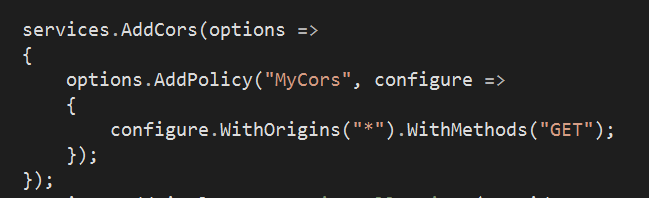 services.AddCors(options =>
{
    options.AddPolicy("MyCors", configure =>
    {
        configure.WithOrigins("*").WithMethods("GET");
    });
});